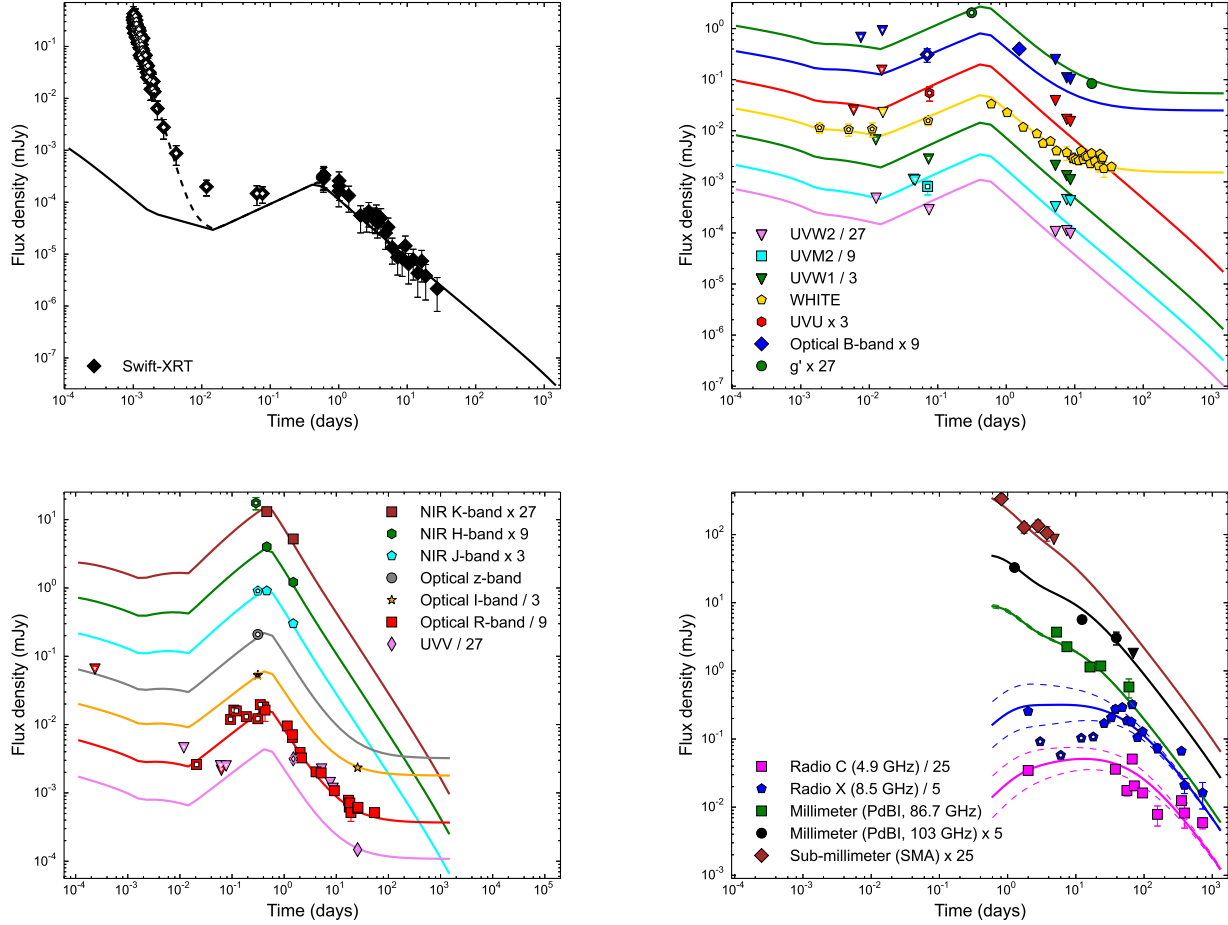 Flux density (mJy)
10⁻¹
10⁻²
10⁻³
10⁻⁴
10⁻⁵
10⁻⁶
10⁻⁷
Swift-XRT
10⁻⁴ 10⁻³ 10⁻² 10⁻¹ 10⁰ 10¹ 10² 10³
Time (days)
Flux density (mJy)
10⁰
10⁻¹
10⁻²
10⁻³
10⁻⁴
10⁻⁵
10⁻⁶
10⁻⁷
UVW2 / 27
UVM2 / 9
UVW1 / 3
WHITE
UVU x 3
Optical B-band x 9
g' x 27
10⁻⁴ 10⁻³ 10⁻² 10⁻¹ 10⁰ 10¹ 10² 10³
Time (days)
Flux density (mJy)
10¹
10⁰
10⁻¹
10⁻²
10⁻³
10⁻⁴
NIR K-band x 27
NIR H-band x 9
NIR J-band x 3
Optical z-band
Optical I-band / 3
Optical R-band / 9
UVV / 27
10⁻⁴ 10⁻³ 10⁻² 10⁻¹ 10⁰ 10¹ 10² 10³ 10⁴ 10⁵
Time (days)
Flux density (mJy)
10²
10¹
10⁰
10⁻¹
10⁻²
10⁻³
Radio C (4.9 GHz) / 25
Radio X (8.5 GHz) / 5
Millimeter (PdBI, 86.7 GHz)
Millimeter (PdBI, 103 GHz) x 5
Sub-millimeter (SMA) x 25
10⁻⁴ 10⁻³ 10⁻² 10⁻¹ 10⁰ 10¹ 10² 10³
Time (days)